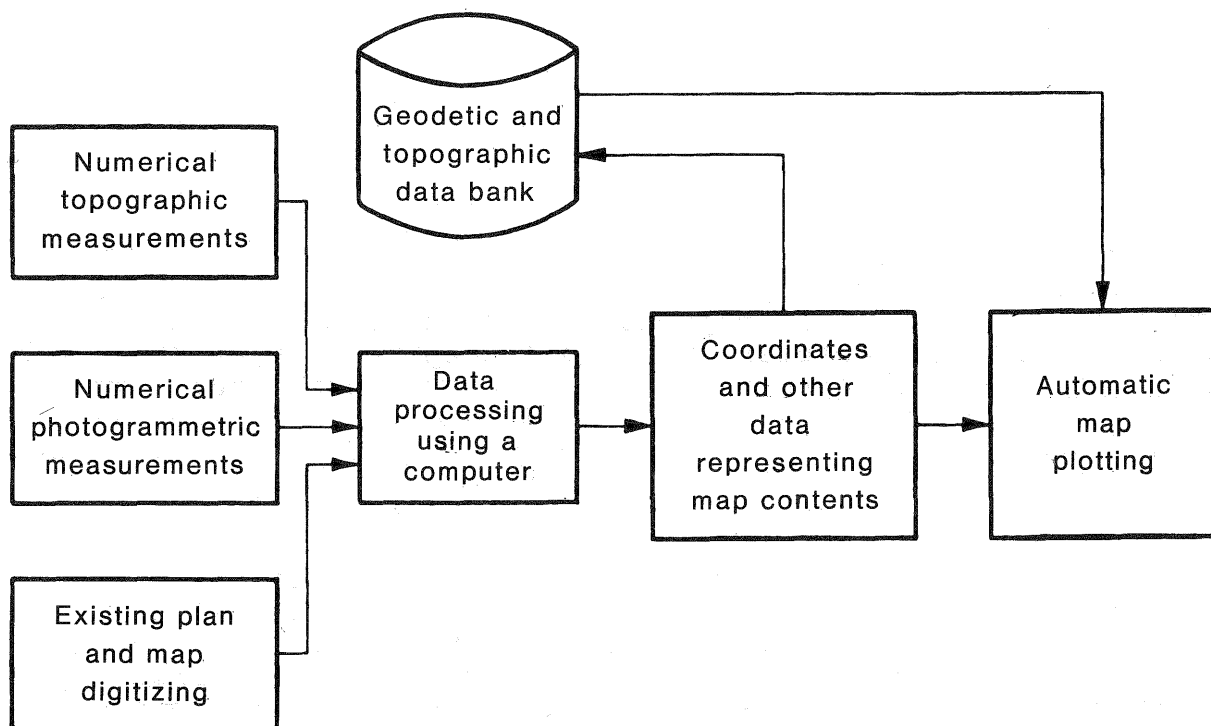 Geodetic and
topographic
data bank
Numerical
topographic
measurements
Numerical
photogrammetric
measurements
Existing plan
and map
digitizing
Data
processing
using a
computer
Coordinates
and other
data
representing
map contents
Automatic
map
plotting